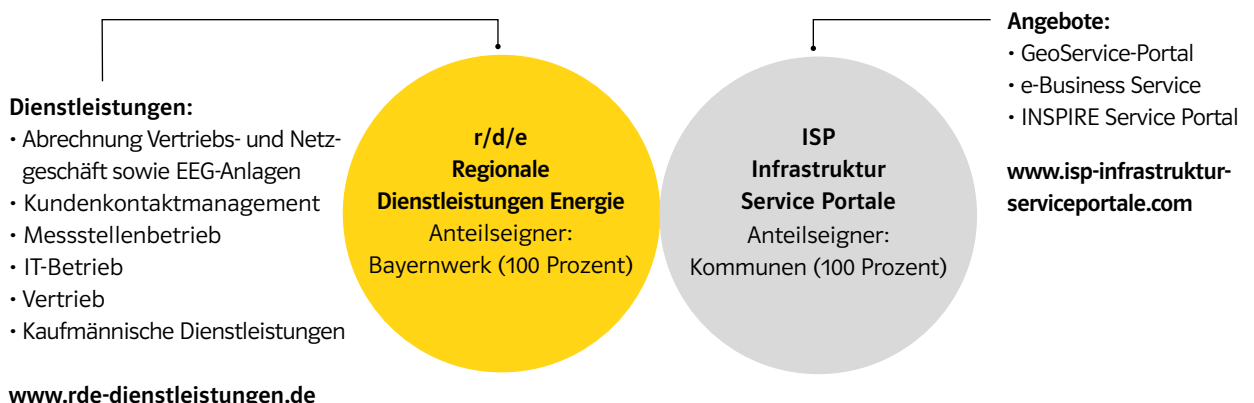 Dienstleistungen:
• Abrechnung Vertriebs- und Netz-
geschäft sowie EEG-Anlagen
• Kundenkontaktmanagement
• Messstellenbetrieb
• IT-Betrieb
• Vertrieb
• Kaufmännische Dienstleistungen
www.rde-dienstleistungen.de
r/d/e
Regionale
Dienstleistungen Energie
Anteilseigner:
Bayernwerk (100 Prozent)
ISP
Infrastruktur
Service Portale
Anteilseigner:
Kommunen (100 Prozent)
Angebote:
• GeoService-Portal
• e-Business Service
• INSPIRE Service Portal
www.isp-infrastruktur-
serviceportale.com